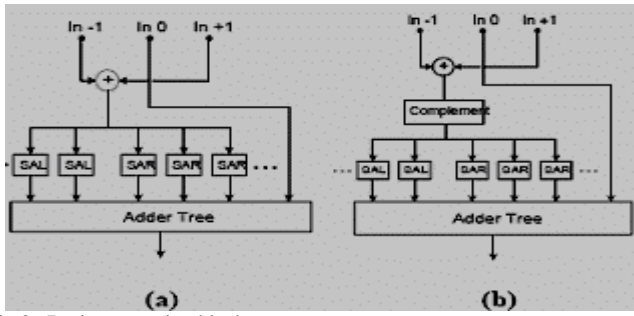 In -1 In 0 In +1 In -1 In 0 In +1
+ +
Complement
SAL SAL SAR SAR SAR ... ... SAL SAL SAR SAR SAR ...
Adder Tree Adder Tree
(a) (b)